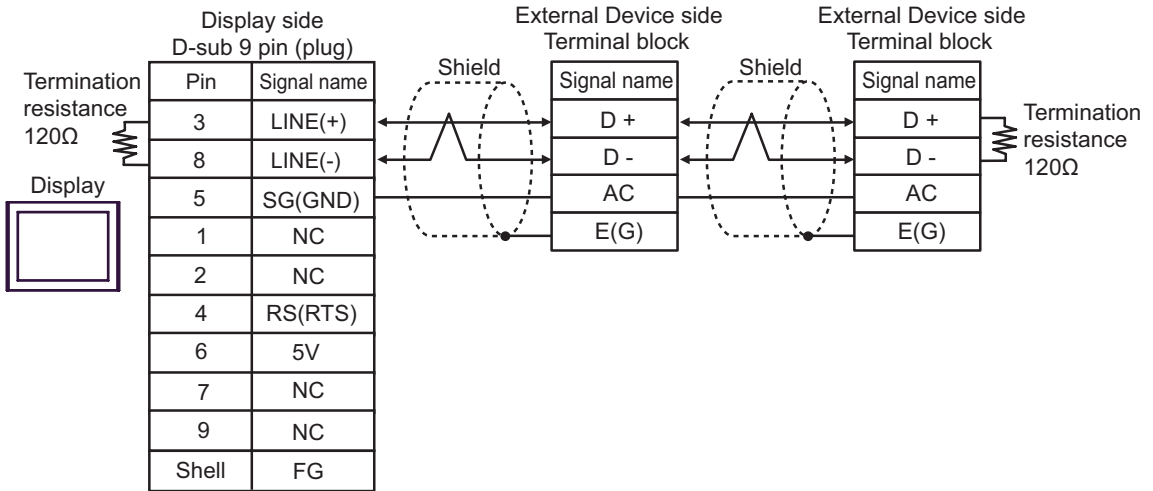 Display side
D-sub 9 pin (plug)
External Device side
Terminal block
External Device side
Terminal block
Termination
resistance
120Ω
Display
Pin Signal name
3 LINE(+)
8 LINE(-)
5 SG(GND)
1 NC
2 NC
4 RS(RTS)
6 5V
7 NC
9 NC
Shell FG
Shield
Signal name
D +
D -
AC
E(G)
Shield
Signal name
D +
D -
AC
E(G)
Termination
resistance
120Ω